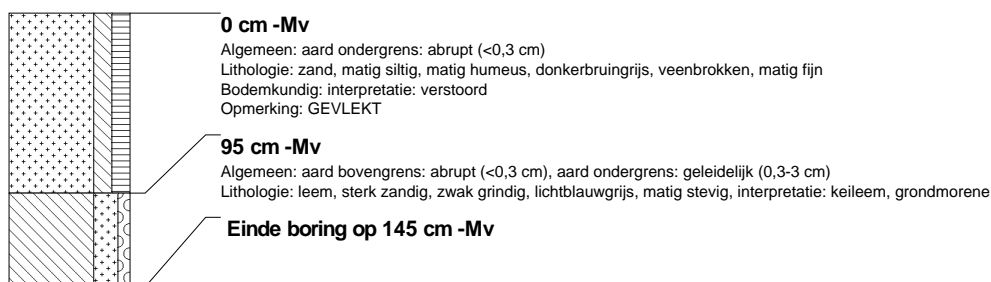 0 cm -Mv
Algemeen: aard ondergrens: abrupt (<0,3 cm)
Lithologie: zand, matig siltig, matig humeus, donkerbruingrijs, veenbrokken, matig fijn
Bodemkundig: interpretatie: verstoord
Opmerking: GEVLEKT
95 cm -Mv
Algemeen: aard bovengrens: abrupt (<0,3 cm), aard ondergrens: geleidelijk (0,3-3 cm)
Lithologie: leem, sterk zandig, zwak grindig, lichtblauwgrijs, matig stevig, interpretatie: keileem, grondmorene
Einde boring op 145 cm -Mv